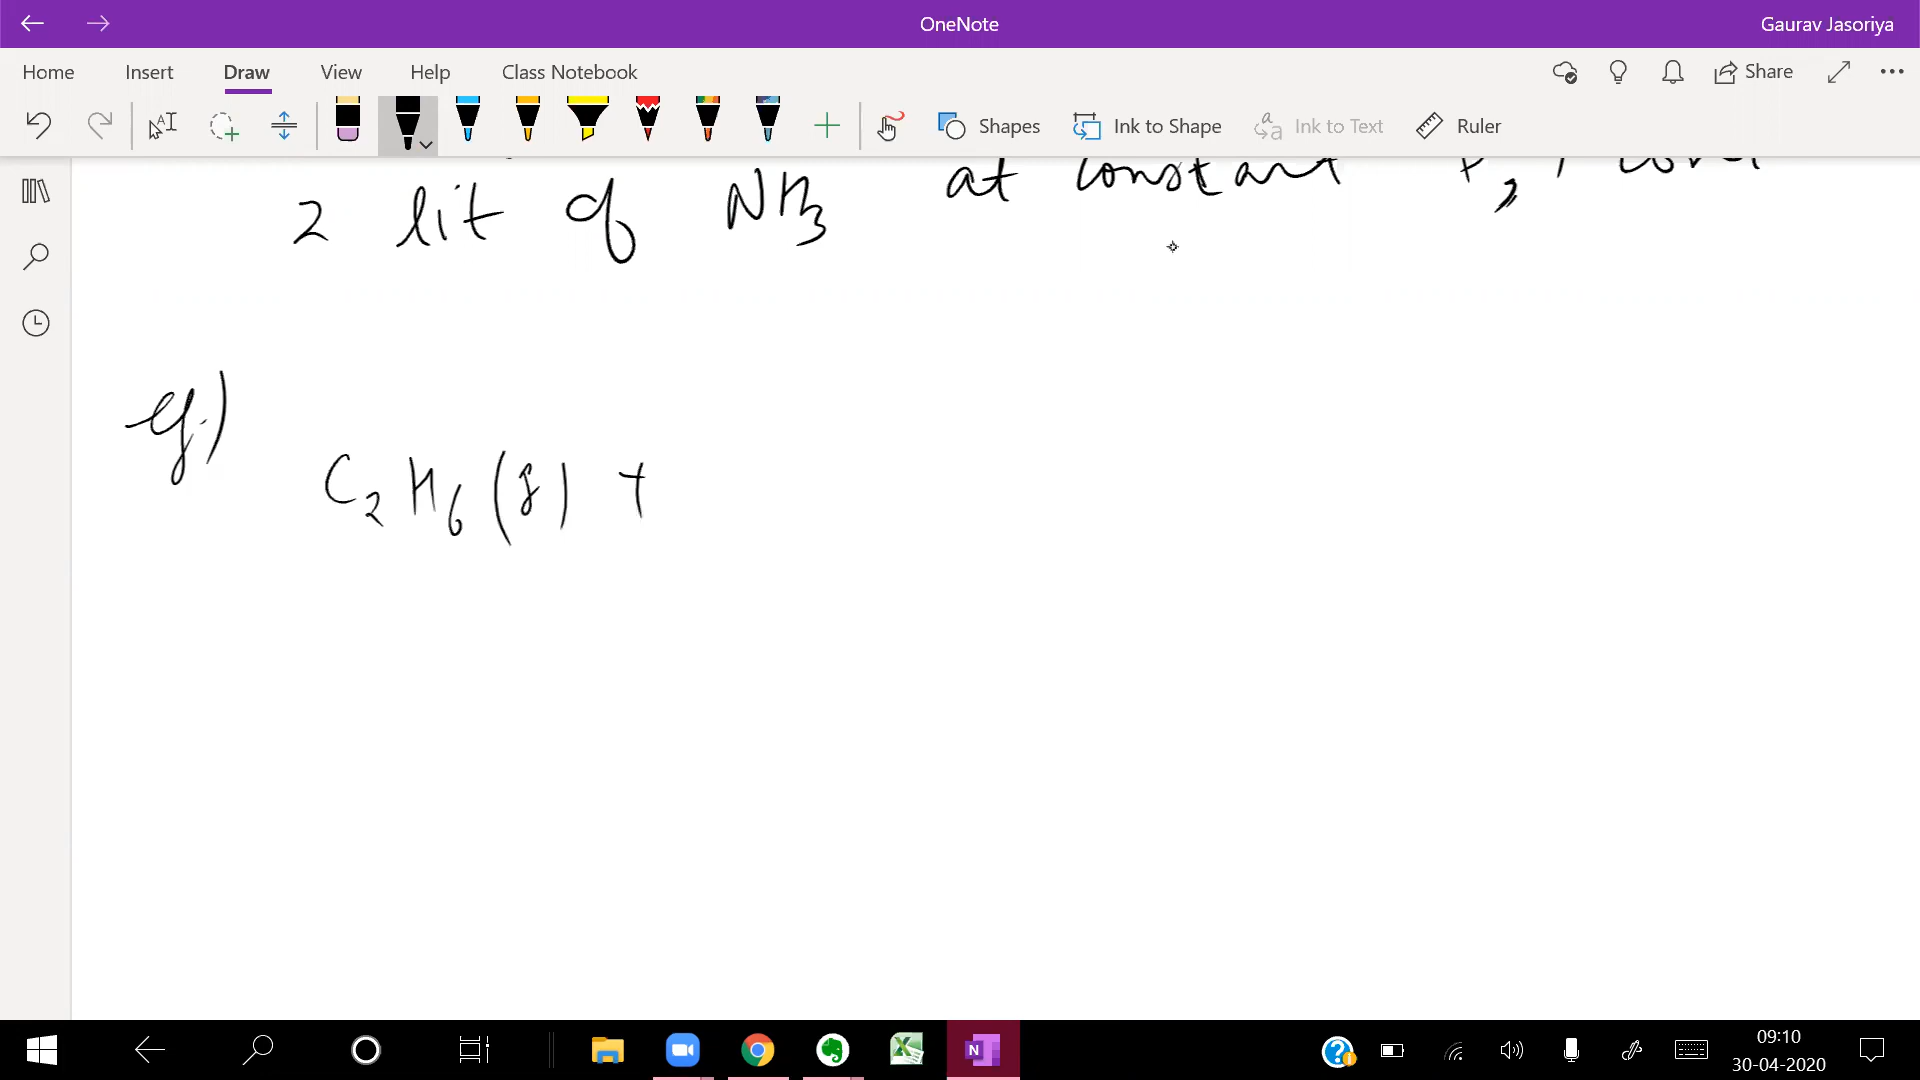 OneNote
Gaurav Jasoriya
Home Insert Draw View Help Class Notebook
Share
Shapes Ink to Shape Ink to Text Ruler
2 lit of NH3 at constant
eg.)
C2H6(g) +
09:10
30-04-2020